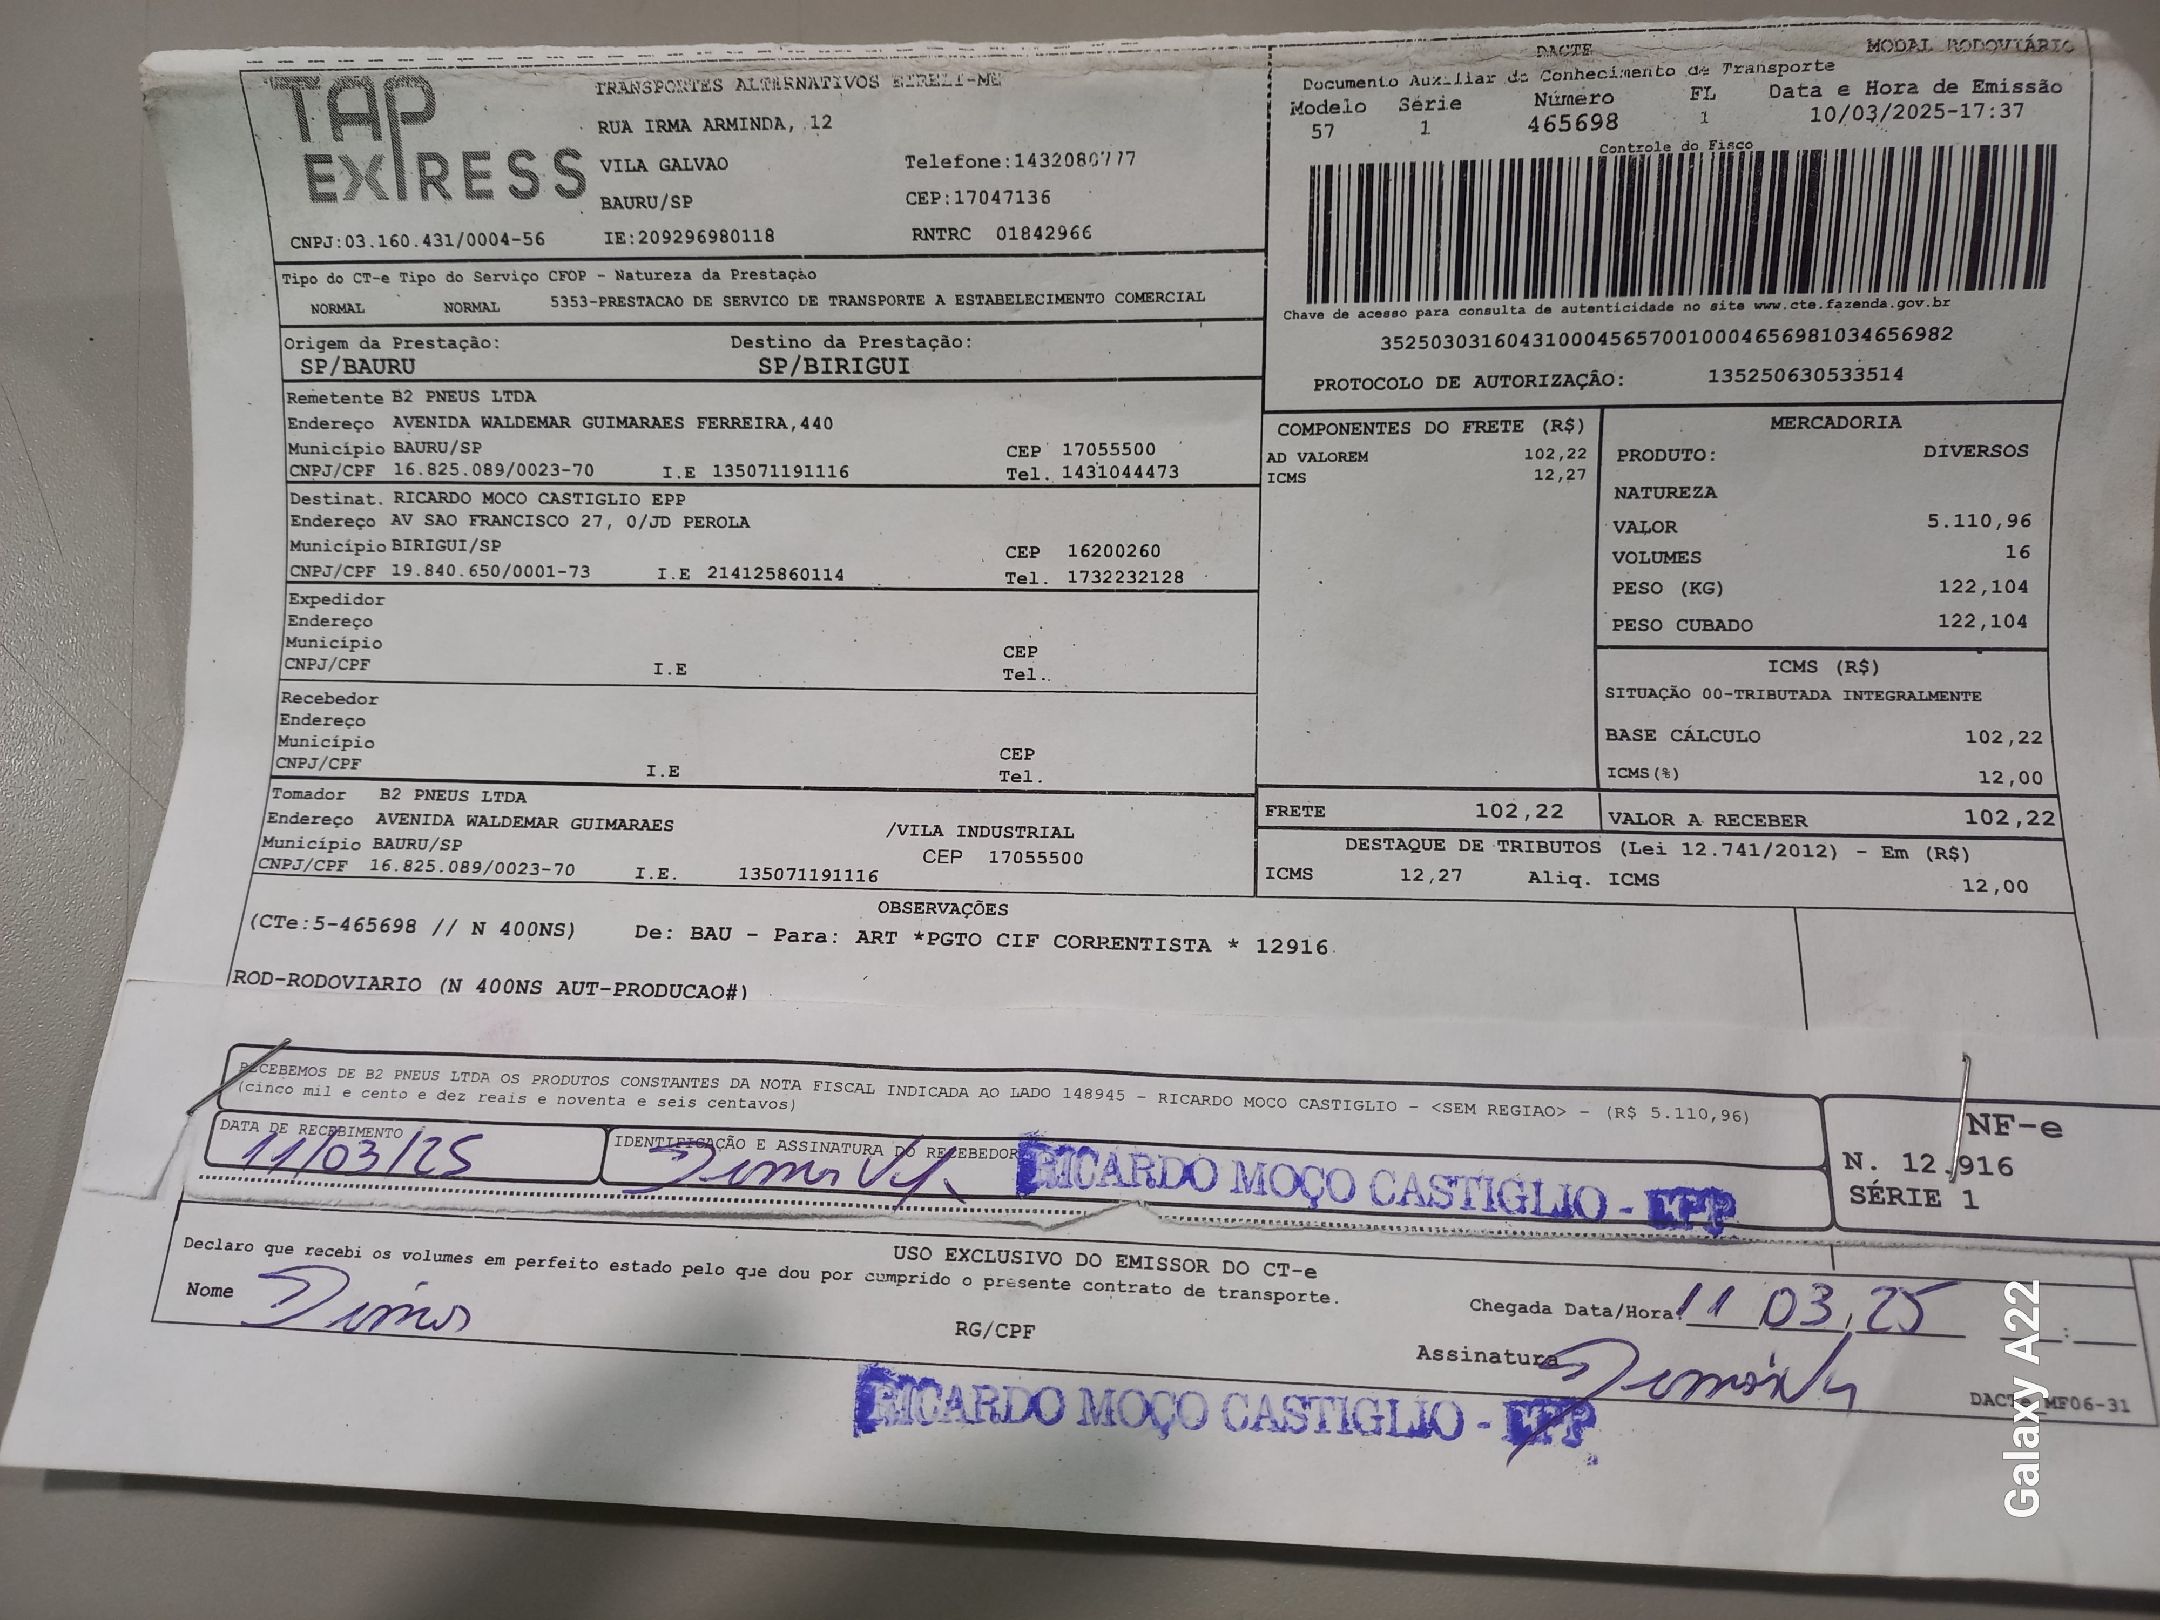 TAP
EXPRESS
TRANSPORTES ALTERNATIVOS EIRELI-ME
RUA IRMA ARMINDA, 12
VILA GALVAO Telefone:1432080777
BAURU/SP CEP:17047136
CNPJ:03.160.431/0004-56 IE:209296980118 RNTRC 01842966
DACTE MODAL RODOVIÁRIO
Documento Auxiliar de Conhecimento de Transporte
Modelo Série Número FL Data e Hora de Emissão
57 1 465698 1 10/03/2025-17:37
Controle do Fisco
Chave de acesso para consulta de autenticidade no site www.cte.fazenda.gov.br
35250303160431000456570010004656981034656982
PROTOCOLO DE AUTORIZAÇÃO: 135250630533514
Tipo do CT-e Tipo do Serviço CFOP - Natureza da Prestação
NORMAL NORMAL 5353-PRESTACAO DE SERVICO DE TRANSPORTE A ESTABELECIMENTO COMERCIAL
Origem da Prestação: Destino da Prestação:
SP/BAURU SP/BIRIGUI
Remetente B2 PNEUS LTDA
Endereço AVENIDA WALDEMAR GUIMARAES FERREIRA,440
Município BAURU/SP CEP 17055500
CNPJ/CPF 16.825.089/0023-70 I.E 135071191116 Tel. 1431044473
Destinat. RICARDO MOCO CASTIGLIO EPP
Endereço AV SAO FRANCISCO 27, 0/JD PEROLA
Município BIRIGUI/SP CEP 16200260
CNPJ/CPF 19.840.650/0001-73 I.E 214125860114 Tel. 1732232128
Expedidor
Endereço
Município CEP
CNPJ/CPF I.E Tel.
Recebedor
Endereço
Município CEP
CNPJ/CPF I.E Tel.
Tomador B2 PNEUS LTDA
Endereço AVENIDA WALDEMAR GUIMARAES /VILA INDUSTRIAL
Município BAURU/SP CEP 17055500
CNPJ/CPF 16.825.089/0023-70 I.E. 135071191116
COMPONENTES DO FRETE (R$)
AD VALOREM 102,22
ICMS 12,27
MERCADORIA
PRODUTO: DIVERSOS
NATUREZA
VALOR 5.110,96
VOLUMES 16
PESO (KG) 122,104
PESO CUBADO 122,104
ICMS (R$)
SITUAÇÃO 00-TRIBUTADA INTEGRALMENTE
BASE CÁLCULO 102,22
ICMS(%) 12,00
FRETE 102,22 VALOR A RECEBER 102,22
DESTAQUE DE TRIBUTOS (Lei 12.741/2012) - Em (R$)
ICMS 12,27 Aliq. ICMS 12,00
OBSERVAÇÕES
(CTe:5-465698 // N 400NS) De: BAU - Para: ART *PGTO CIF CORRENTISTA * 12916
ROD-RODOVIARIO (N 400NS AUT-PRODUCAO#)
RECEBEMOS DE B2 PNEUS LTDA OS PRODUTOS CONSTANTES DA NOTA FISCAL INDICADA AO LADO 148945 - RICARDO MOCO CASTIGLIO - <SEM REGIAO> - (R$ 5.110,96)
(cinco mil e cento e dez reais e noventa e seis centavos)
DATA DE RECEBIMENTO IDENTIFICAÇÃO E ASSINATURA DO RECEBEDOR
11/03/25
RICARDO MOÇO CASTIGLIO -
NF-e
N. 12.916
SÉRIE 1
USO EXCLUSIVO DO EMISSOR DO CT-e
Declaro que recebi os volumes em perfeito estado pelo que dou por cumprido o presente contrato de transporte.
Nome RG/CPF
Chegada Data/Hora: 11 03 25 :
Assinatura
RICARDO MOÇO CASTIGLIO -
DACTe MF06-31
Galaxy A22